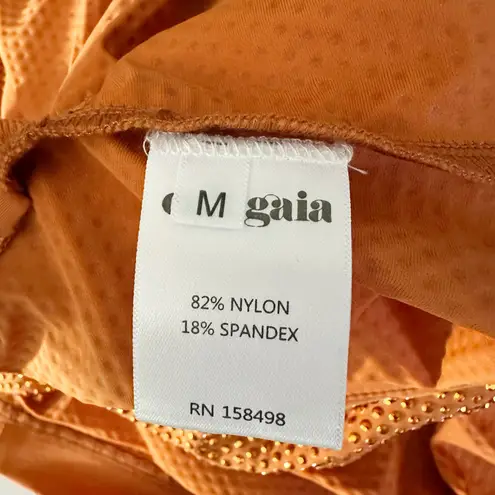 M gaia
82% NYLON
18% SPANDEX
RN 158498